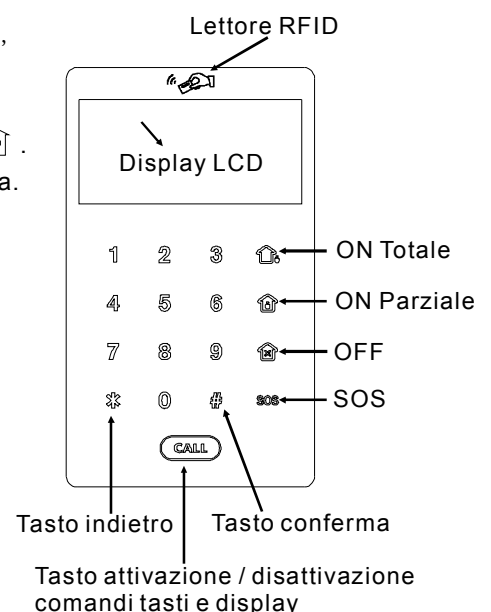 Lettore RFID
,
.
a.
Display LCD
1 2 3 ON Totale
4 5 6 ON Parziale
7 8 9 OFF
* 0 # SOS SOS
CALL
Tasto indietro Tasto conferma
Tasto attivazione / disattivazione
comandi tasti e display